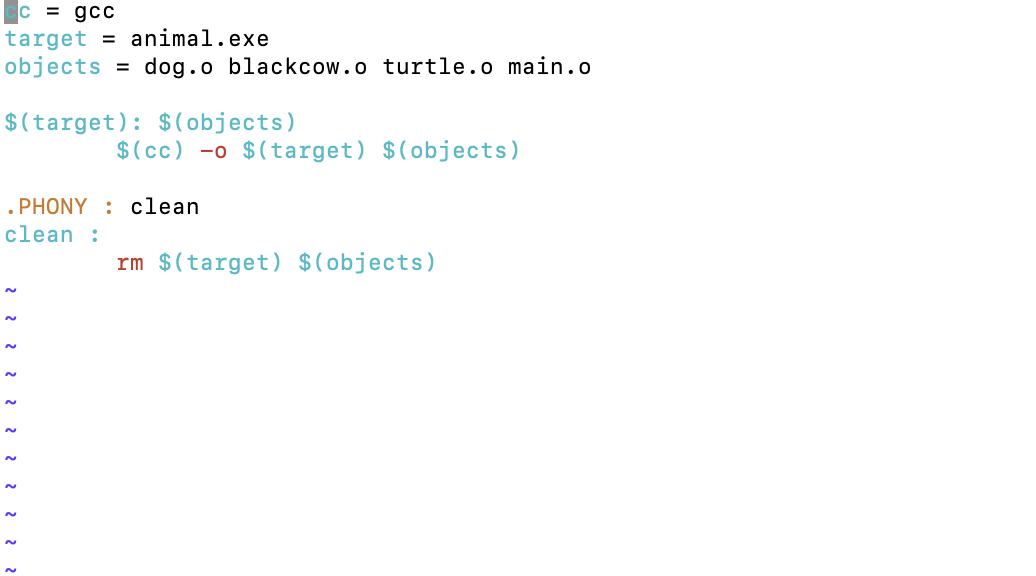 cc = gcc
target = animal.exe
objects = dog.o blackcow.o turtle.o main.o
$(target): $(objects)
$(cc) -o $(target) $(objects)
.PHONY : clean
clean :
rm $(target) $(objects)
~
~
~
~
~
~
~
~
~
~
~